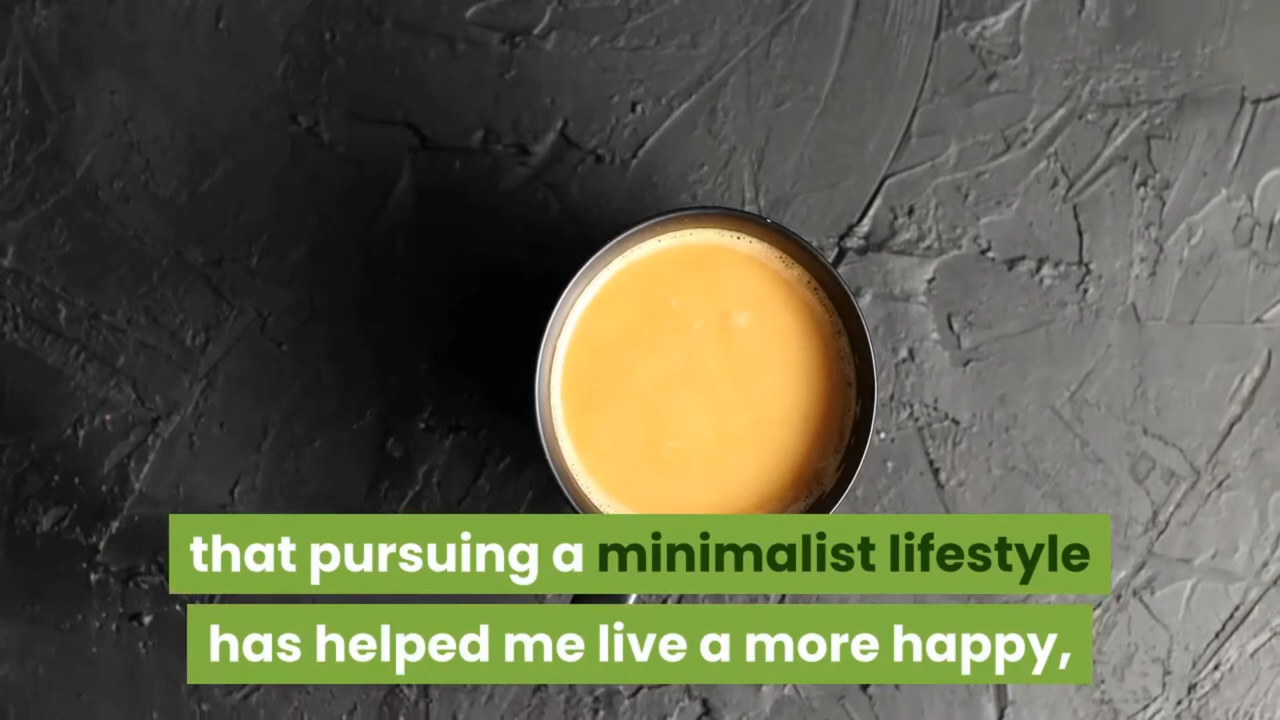 that pursuing a minimalist lifestyle
has helped me live a more happy,